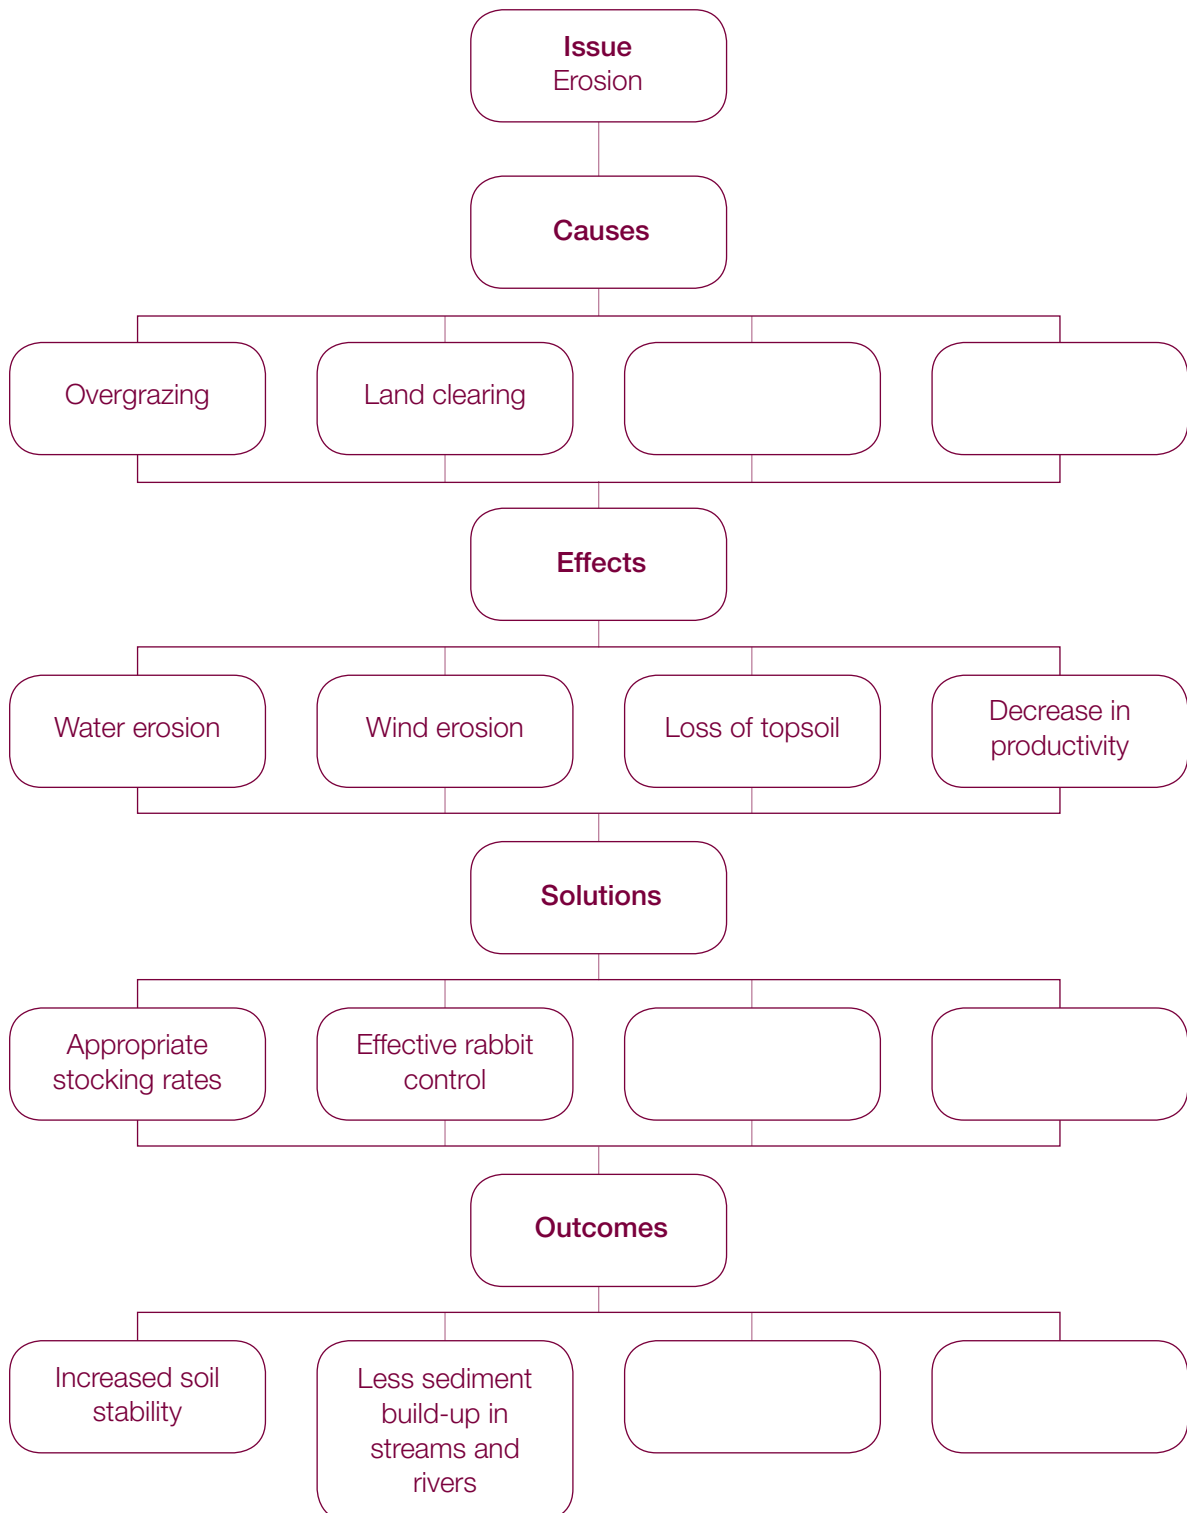 Issue
Erosion
Causes
Overgrazing
Land clearing
Effects
Water erosion
Wind erosion
Loss of topsoil
Decrease in
productivity
Solutions
Appropriate
stocking rates
Effective rabbit
control
Outcomes
Increased soil
stability
Less sediment
build-up in
streams and
rivers